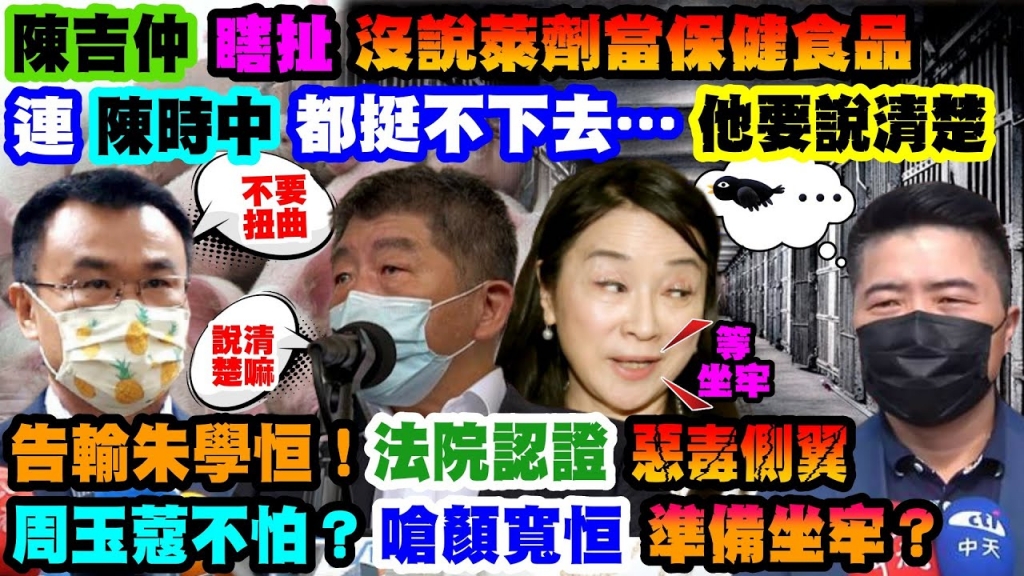 陳吉仲 瞎扯 沒說萊劑當保健食品
連 陳時中 都挺不下去… 他要說清楚
不要
扭曲
說清
楚嘛
等
坐牢
告輸朱學恒！法院認證 惡毒側翼
周玉蔻不怕？嗆顏寬恒 準備坐牢？
cti
中天